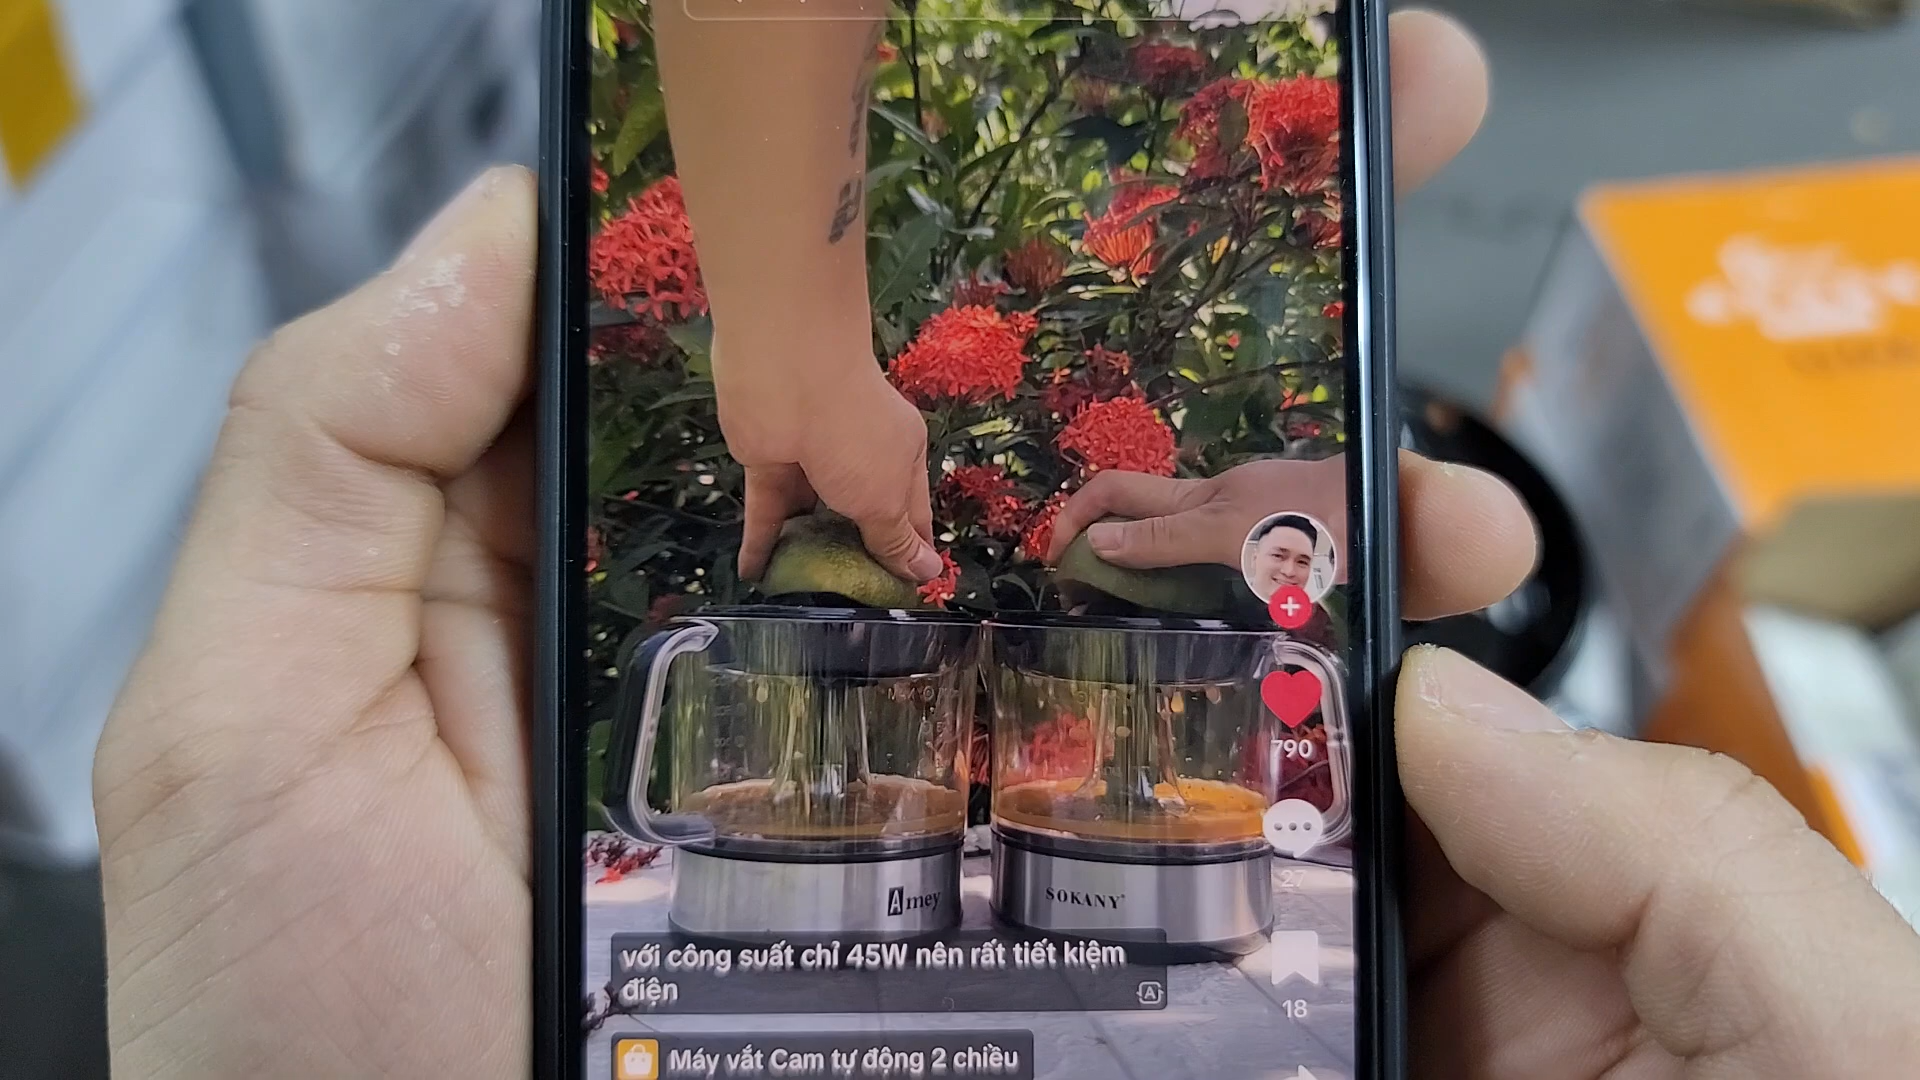 790
27
Amey
SOKANY
với công suất chỉ 45W nên rất tiết kiệm
điện
18
Máy vắt Cam tự động 2 chiều